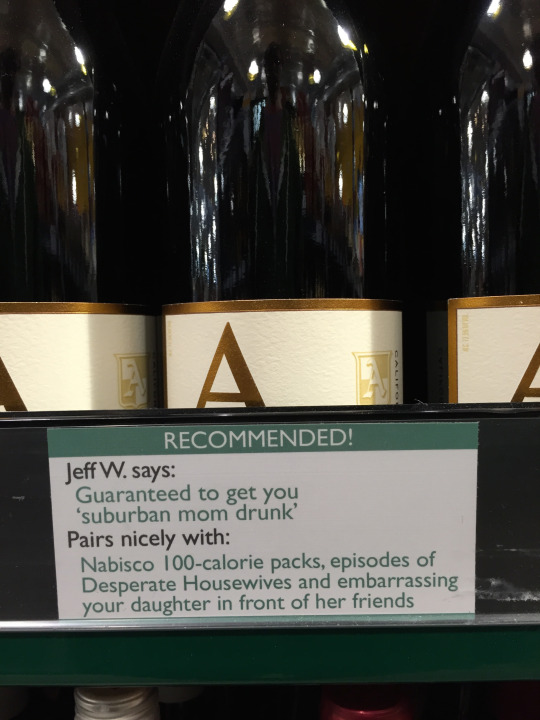 A
A
CALIFO
A
A
A
RECOMMENDED!
Jeff W. says:
Guaranteed to get you
‘suburban mom drunk’
Pairs nicely with:
Nabisco 100-calorie packs, episodes of
Desperate Housewives and embarrassing
your daughter in front of her friends